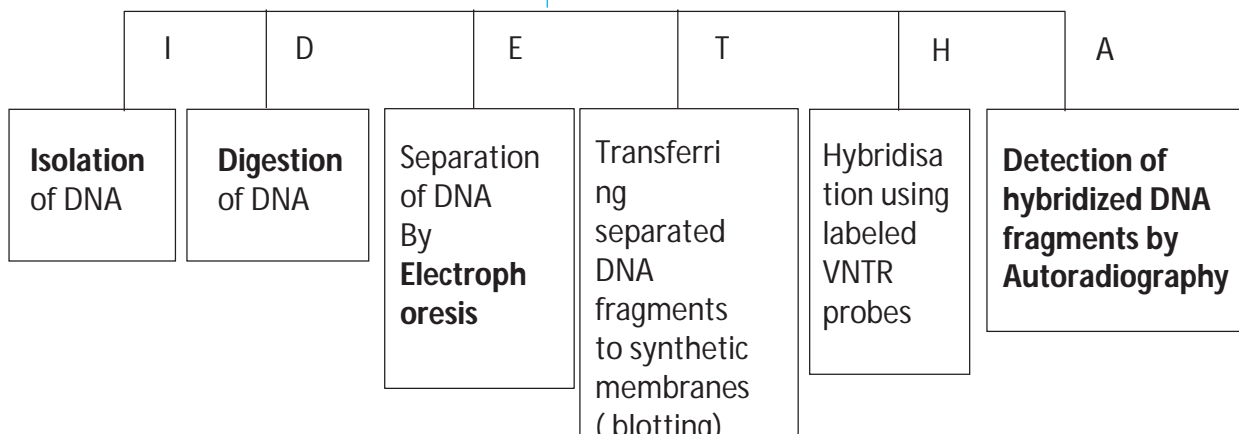 I D E T H A
Isolation
of DNA
Digestion
of DNA
Separation
of DNA
By
Electroph
oresis
Transferri
ng
separated
DNA
fragments
to synthetic
membranes
( blotting)
Hybridisa
tion using
labeled
VNTR
probes
Detection of
hybridized DNA
fragments by
Autoradiography